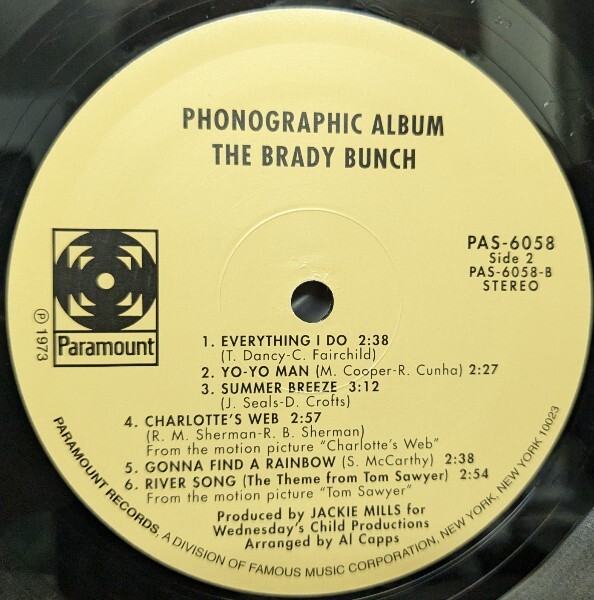 PHONOGRAPHIC ALBUM
THE BRADY BUNCH
PAS-6058
Side 2
PAS-6058-B
STEREO
Paramount
℗ 1973
1. EVERYTHING I DO 2:38
(T. Dancy-C. Fairchild)
2. YO-YO MAN (M. Cooper-R. Cunha) 2:27
3. SUMMER BREEZE 3:12
(J. Seals-D. Crofts)
4. CHARLOTTE'S WEB 2:57
(R. M. Sherman-R. B. Sherman)
From the motion picture "Charlotte's Web"
5. GONNA FIND A RAINBOW (S. McCarthy) 2:38
6. RIVER SONG (The Theme from Tom Sawyer) 2:54
From the motion picture "Tom Sawyer"
Produced by JACKIE MILLS for
Wednesday's Child Productions
Arranged by Al Capps
PARAMOUNT RECORDS, A DIVISION OF FAMOUS MUSIC CORPORATION, NEW YORK, NEW YORK 10023